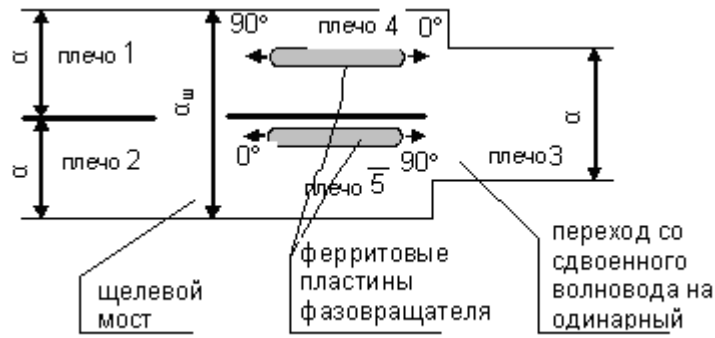 90° плечо 4 0°
α плечо 1
αш
α
α плечо 2
0° 90°
плечо 5
плечо3
щелевой
мост
ферритовые
пластины
фазовращателя
переход со
сдвоенного
волновода на
одинарный